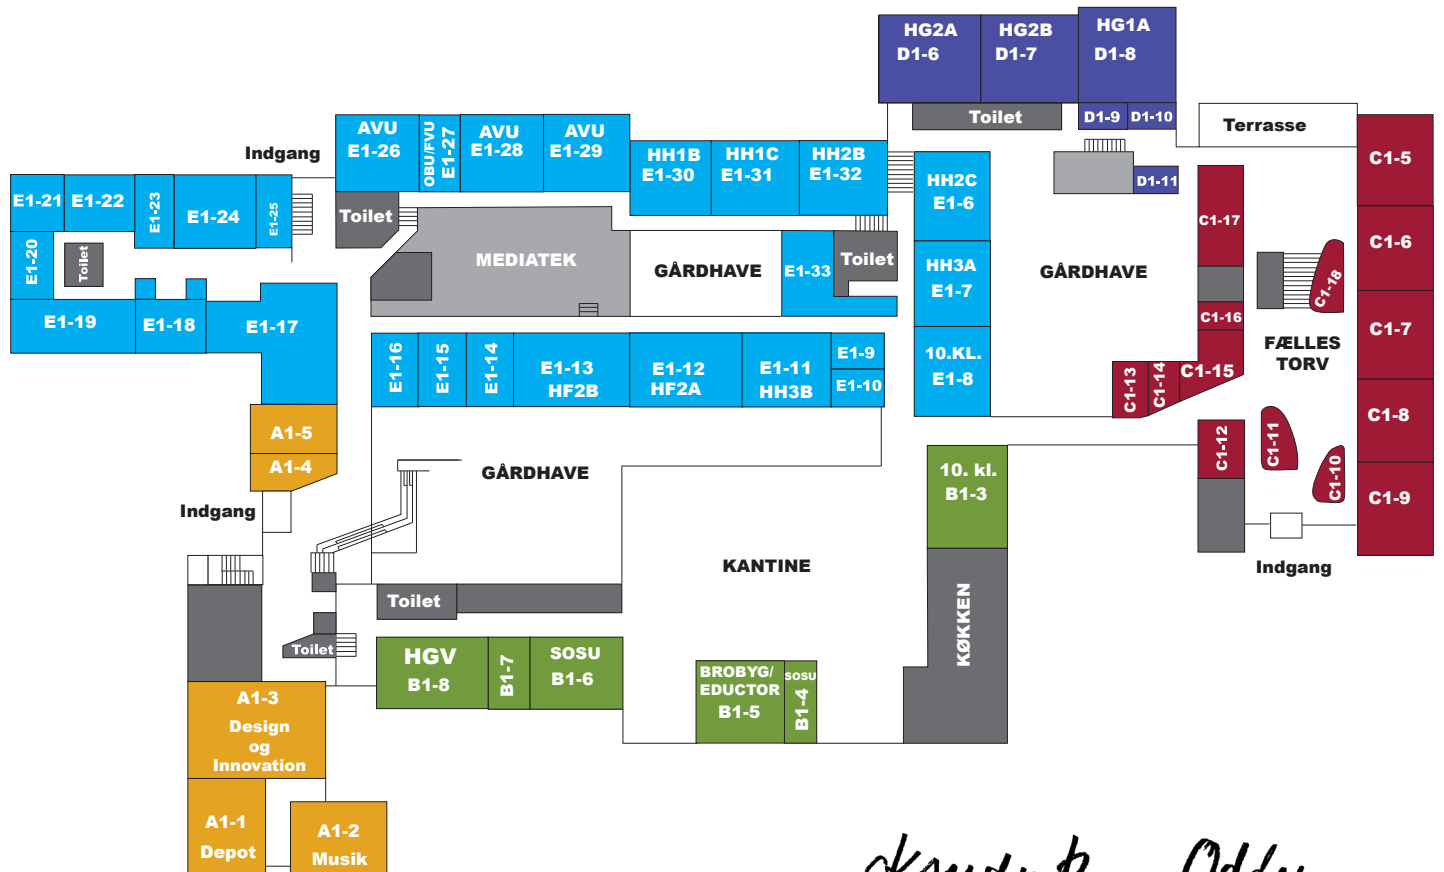 HG2A
D1-6
HG2B
D1-7
HG1A
D1-8
Toilet
D1-9
D1-10
Terrasse
D1-11
Indgang
AVU
E1-26
OBU/FVU
E1-27
AVU
E1-28
AVU
E1-29
HH1B
E1-30
HH1C
E1-31
HH2B
E1-32
HH2C
E1-6
HH3A
E1-7
10.KL.
E1-8
E1-21
E1-22
E1-23
E1-24
E1-25
E1-20
Toilet
Toilet
MEDIATEK
GÅRDHAVE
E1-33
Toilet
GÅRDHAVE
E1-19
E1-18
E1-17
E1-16
E1-15
E1-14
E1-13
HF2B
E1-12
HF2A
E1-11
HH3B
E1-9
E1-10
C1-17
C1-16
C1-15
C1-14
C1-13
C1-12
C1-18
FÆLLES
TORV
C1-11
C1-10
C1-5
C1-6
C1-7
C1-8
C1-9
Indgang
A1-5
A1-4
Indgang
GÅRDHAVE
KANTINE
10. kl.
B1-3
KØKKEN
Toilet
Toilet
HGV
B1-8
B1-7
SOSU
B1-6
BROBYG/
EDUCTOR
B1-5
SOSU
B1-4
A1-3
Design
og
Innovation
A1-1
Depot
A1-2
Musik